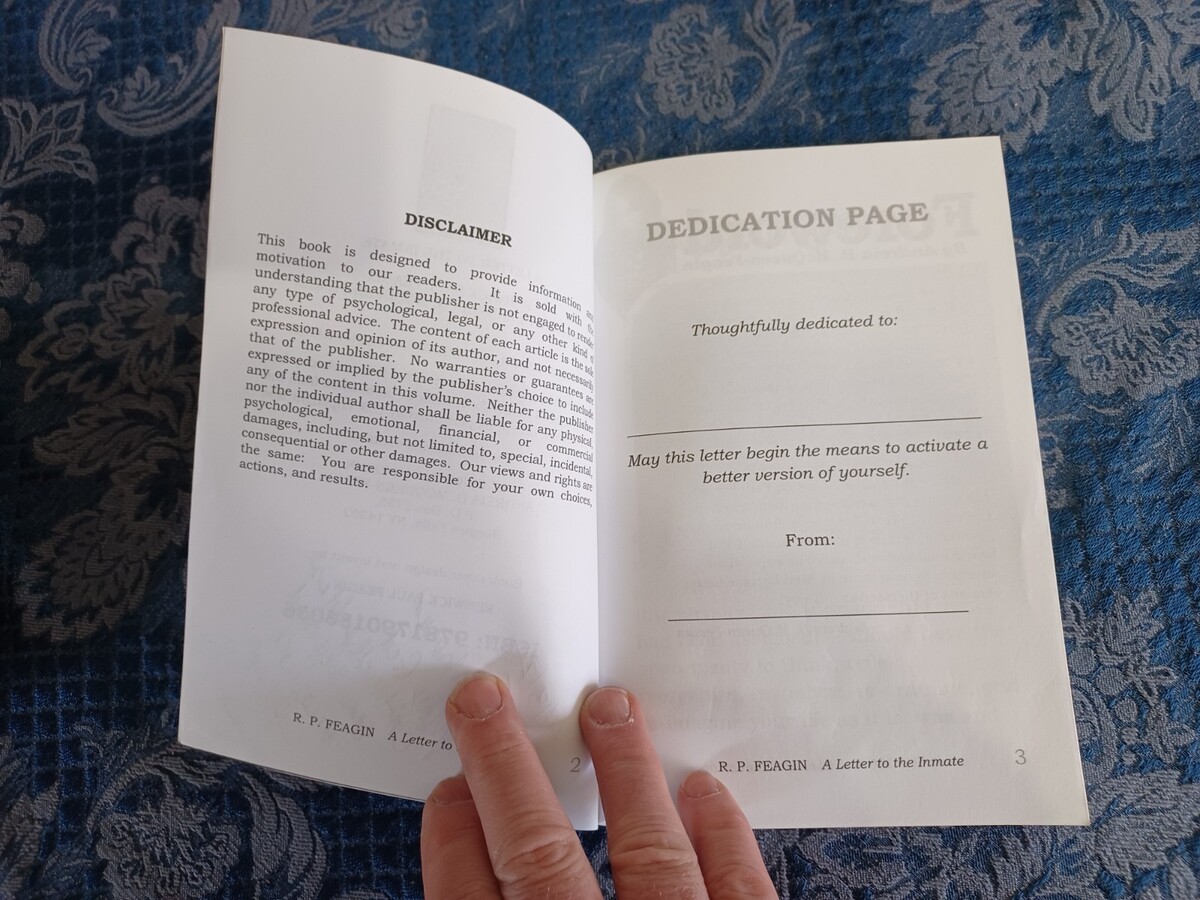 DISCLAIMER
This book is designed to provide information
motivation to our readers. It is sold with
understanding that the publisher is not engaged to render
any type of psychological, legal, or any other kind of
professional advice. The content of each article is the sole
expression and opinion of its author, and not necessarily
that of the publisher. No warranties or guarantees are
expressed or implied by the publisher's choice to include
any of the content in this volume. Neither the publisher
nor the individual author shall be liable for any physical,
psychological, emotional, financial, or commercial
damages, including, but not limited to, special, incidental,
consequential or other damages. Our views and rights are
the same: You are responsible for your own choices,
actions, and results.
R. P. FEAGIN A Letter to
2
DEDICATION PAGE
Thoughtfully dedicated to:
May this letter begin the means to activate a
better version of yourself.
From:
R. P. FEAGIN A Letter to the Inmate
3